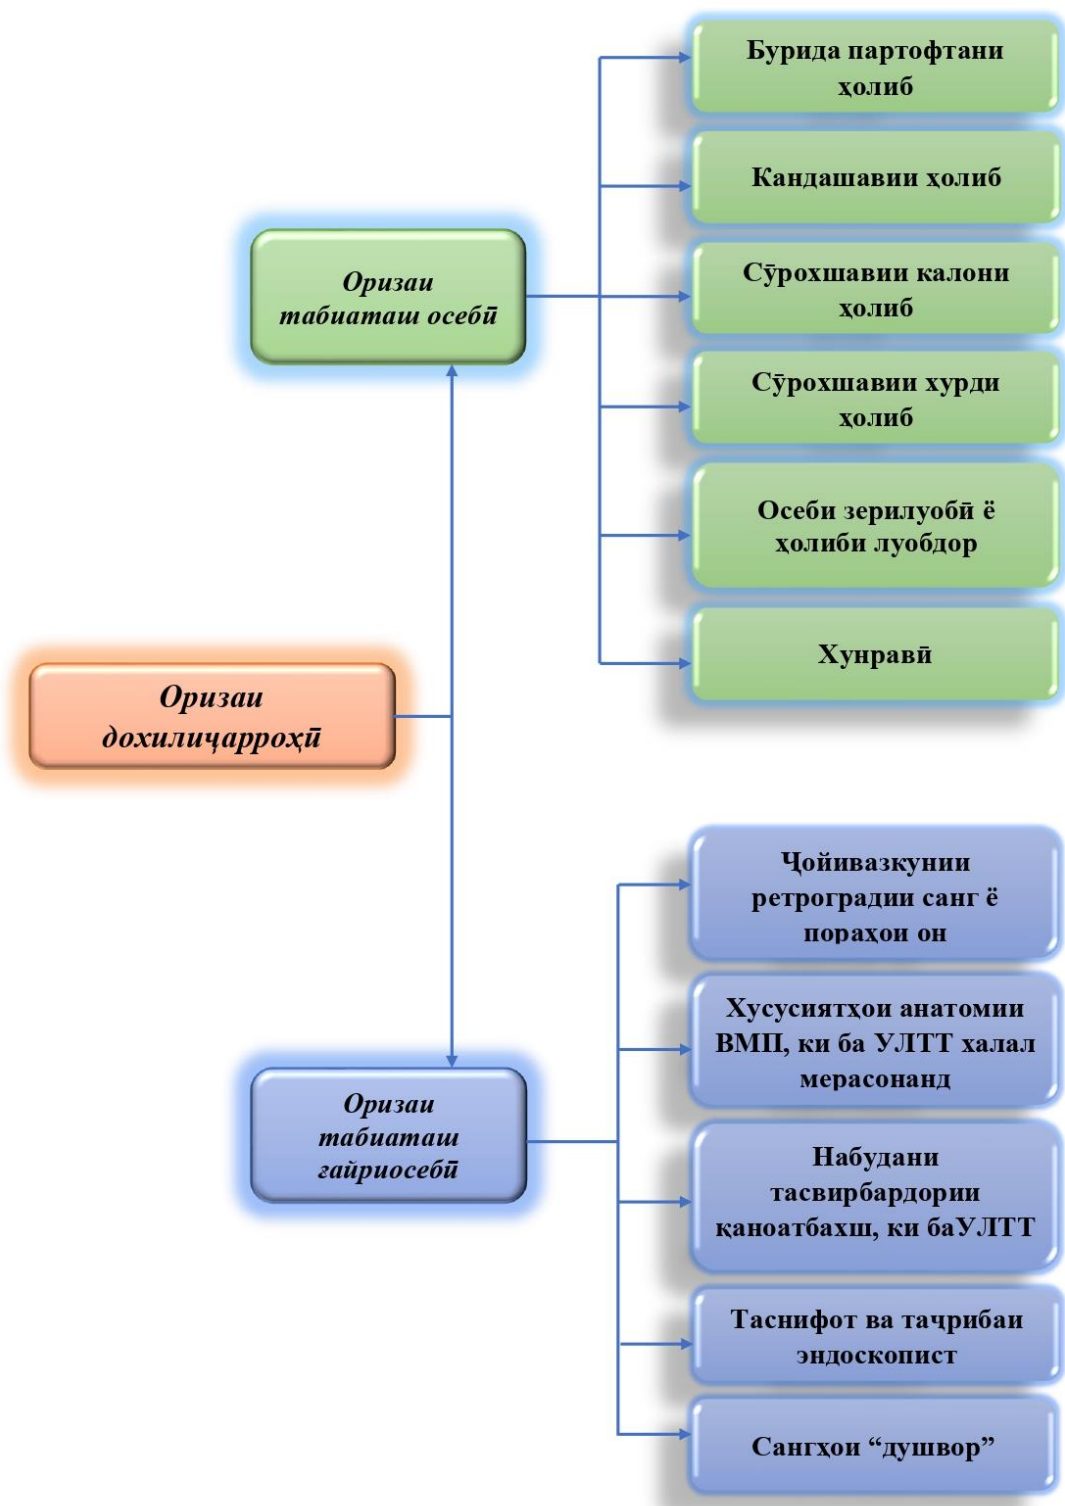 Бурида партофтани
ҳолиб
Кандашавии ҳолиб
Сӯрохшавии калони
ҳолиб
Сӯрохшавии хурди
ҳолиб
Осеби зерилуобӣ ё
ҳолиби луобдор
Хунравӣ
Оризаи
табиаташ осебӣ
Оризаи
дохиличарроҳӣ
Оризаи
табиаташ
ғайриосебӣ
Ҷойивазкунии
ретроградии санг ё
пораҳои он
Хусусиятҳои анатомии
ВМП, ки ба УЛТТ халал
мерасонанд
Набудани
тасвирбардории
қаноатбахш, ки баУЛТТ
Таснифот ва таҷрибаи
эндоскопист
Сангҳои “душвор”